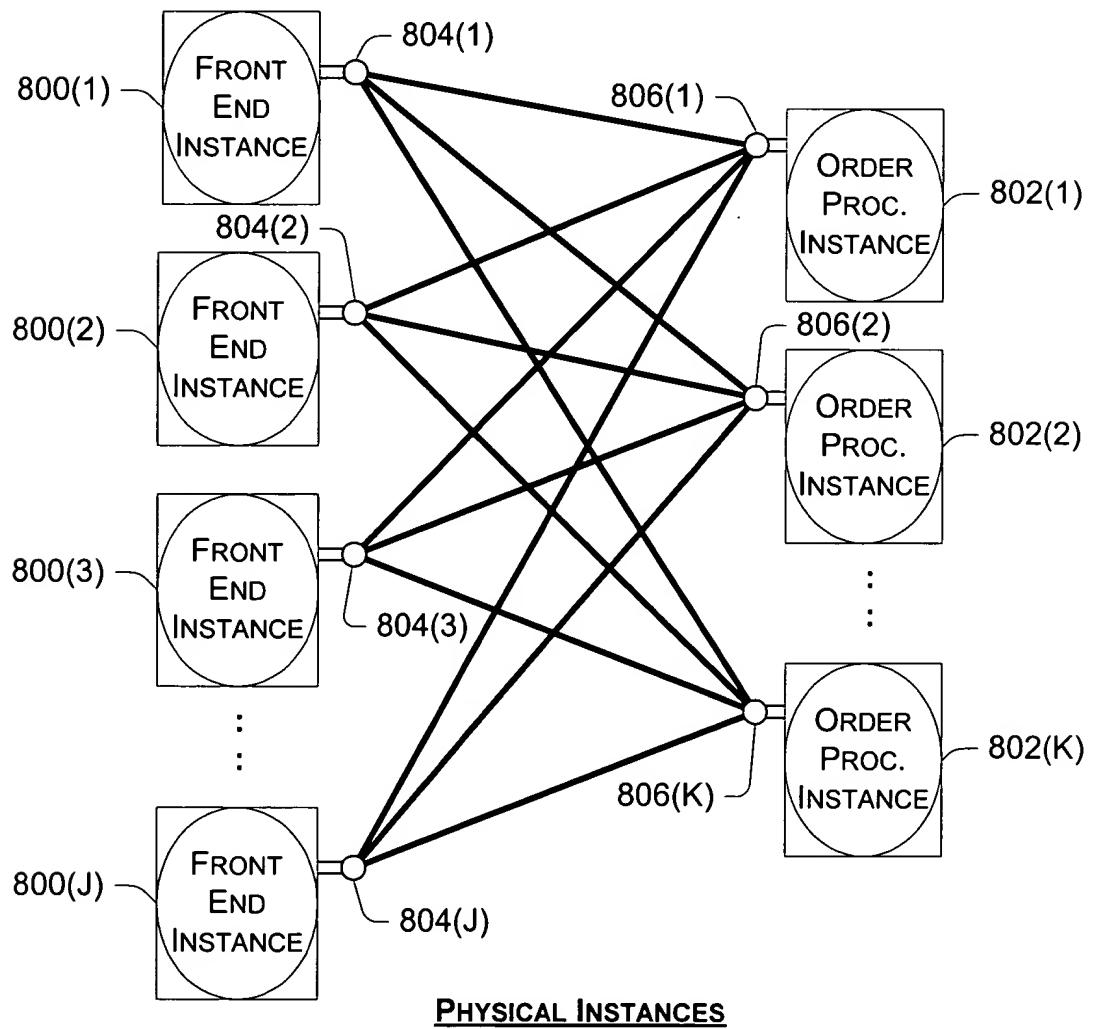 804(1)
FRONT
END
INSTANCE
800(1)
806(1)
ORDER
PROC.
INSTANCE
802(1)
804(2)
FRONT
END
INSTANCE
800(2)
806(2)
ORDER
PROC.
INSTANCE
802(2)
FRONT
END
INSTANCE
800(3)
804(3)
ORDER
PROC.
INSTANCE
802(K)
806(K)
FRONT
END
INSTANCE
800(J)
804(J)
PHYSICAL INSTANCES